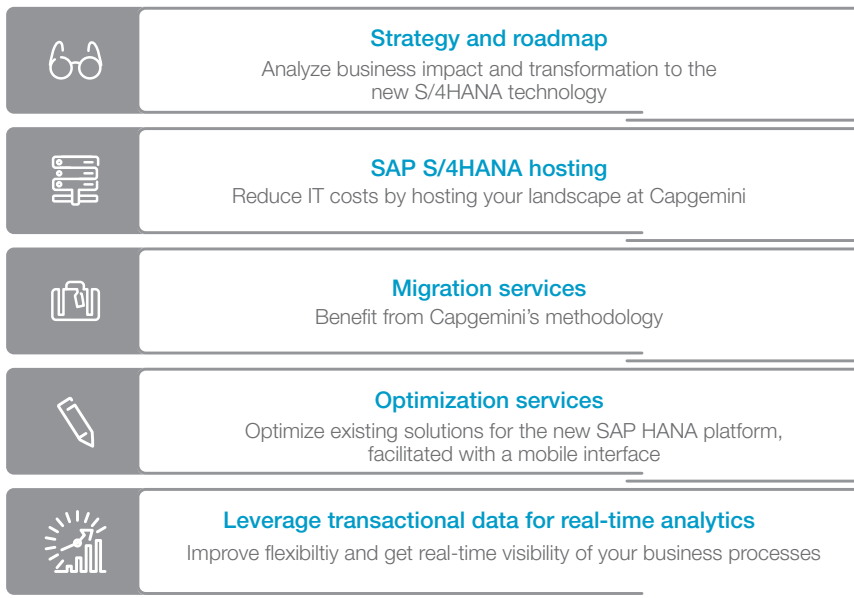 Strategy and roadmap
Analyze business impact and transformation to the
new S/4HANA technology
SAP S/4HANA hosting
Reduce IT costs by hosting your landscape at Capgemini
Migration services
Benefit from Capgemini's methodology
Optimization services
Optimize existing solutions for the new SAP HANA platform,
facilitated with a mobile interface
Leverage transactional data for real-time analytics
Improve flexibiltiy and get real-time visibility of your business processes